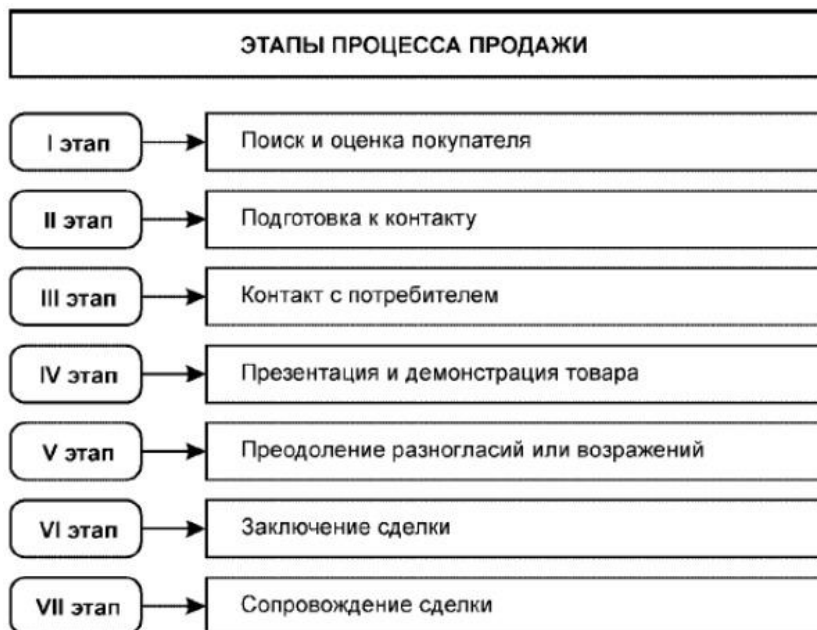 ЭТАПЫ ПРОЦЕССА ПРОДАЖИ
I этап Поиск и оценка покупателя
II этап Подготовка к контакту
III этап Контакт с потребителем
IV этап Презентация и демонстрация товара
V этап Преодоление разногласий или возражений
VI этап Заключение сделки
VII этап Сопровождение сделки